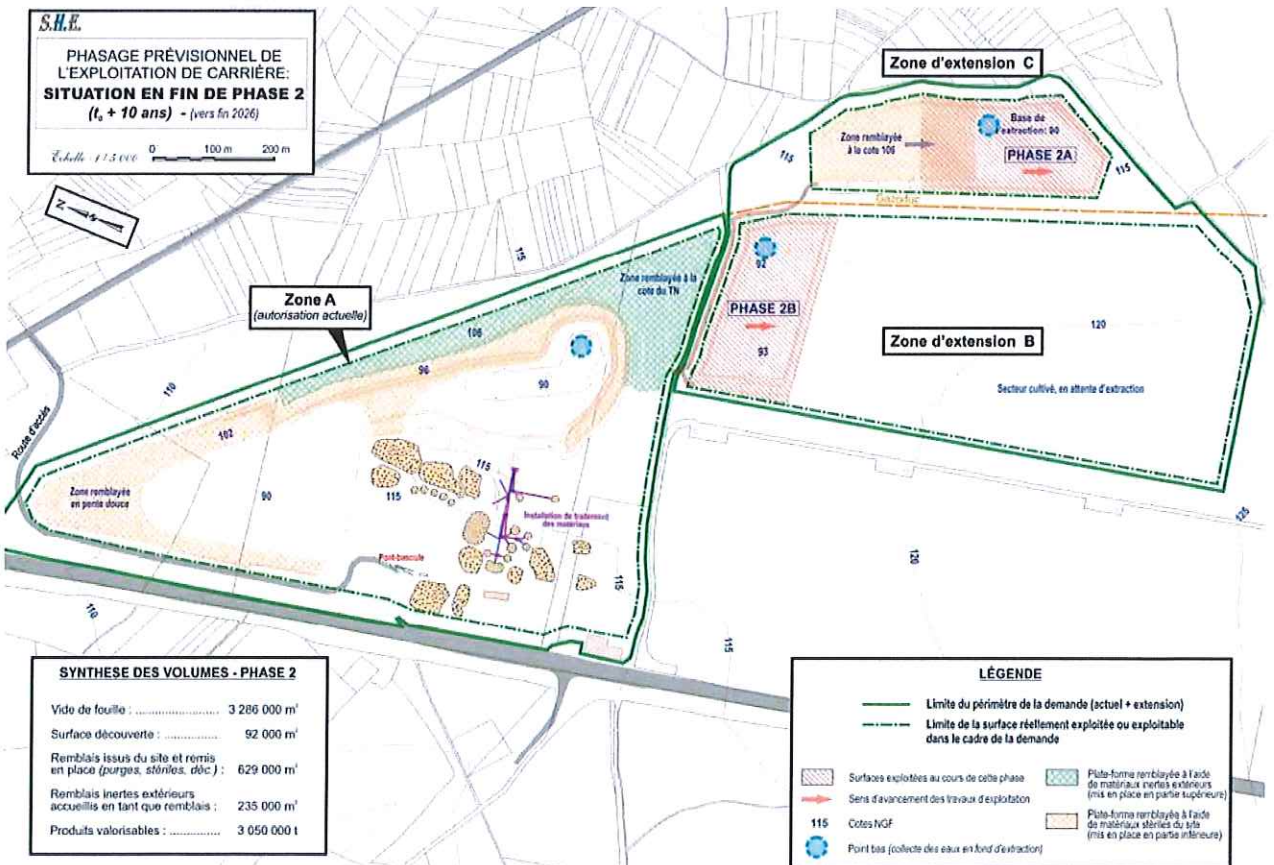 S.H.E.
PHASAGE PRÉVISIONNEL DE
L'EXPLOITATION DE CARRIÈRE:
SITUATION EN FIN DE PHASE 2
(t₀ + 10 ans) - (vers fin 2026)
Echelle 1/5 000
0 100 m 200 m
N
Zone d'extension C
Zone remblayée
à la cote 106
Base de
l'extraction: 90
PHASE 2A
115
115
115
Zone remblayée à la
cote du TN
92
PHASE 2B
93
Zone d'extension B
120
Secteur cultivé, en attente d'extraction
Zone A
(autorisation actuelle)
106
96
90
110
102
Route d'accès
Zone remblayée
en pente douce
90
115
115
Installation de traitement
des matériaux
Pont-bascule
115
110
120
125
115
SYNTHESE DES VOLUMES - PHASE 2
Vide de fouille : ........................ 3 286 000 m³
Surface découverte : ................. 92 000 m²
Remblais issus du site et remis
en place (purges, stériles, déc.) : 629 000 m³
Remblais inertes extérieurs
accueillis en tant que remblais : 235 000 m³
Produits valorisables : .............. 3 050 000 t
LÉGENDE
Limite du périmètre de la demande (actuel + extension)
Limite de la surface réellement exploitée ou exploitable
dans le cadre de la demande
Surfaces exploitées au cours de cette phase
Sens d'avancement des travaux d'exploitation
115 Cotes NGF
Point bas (collecte des eaux en fond d'extraction)
Plate-forme remblayée à l'aide
de matériaux inertes extérieurs
(mis en place en partie supérieure)
Plate-forme remblayée à l'aide
de matériaux stériles du site
(mis en place en partie inférieure)